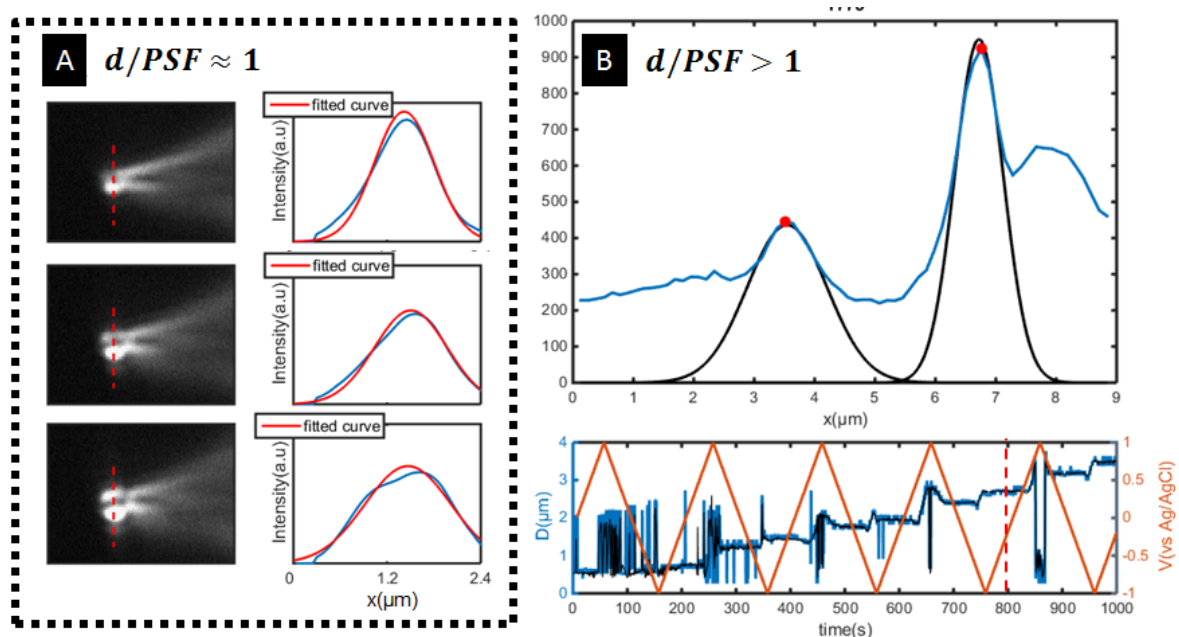 A d/PSF ≈ 1
fitted curve
Intensity(a.u)
fitted curve
Intensity(a.u)
fitted curve
Intensity(a.u)
0 1.2 2.4
x(μm)
B d/PSF > 1
1000
900
800
700
600
500
400
300
200
100
0
0 1 2 3 4 5 6 7 8 9
x(μm)
D(μm)
4
3
2
1
0
1
0.5
0
-0.5
-1
V(vs Ag/AgCl)
0 100 200 300 400 500 600 700 800 900 1000
time(s)